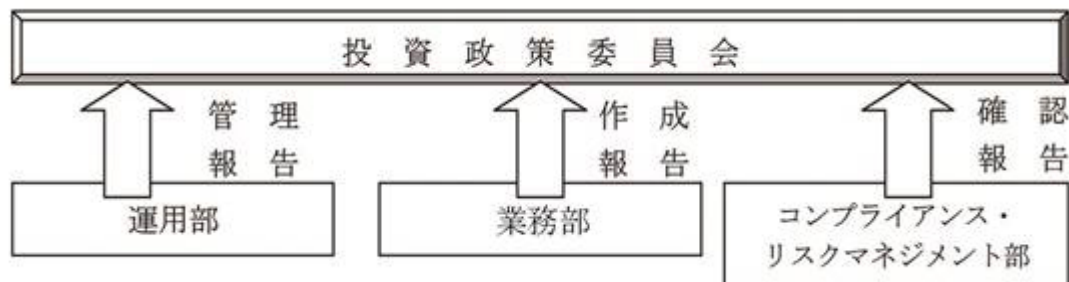 投資政策委員会
管理
報告
作成
報告
確認
報告
運用部
業務部
コンプライアンス・
リスクマネジメント部